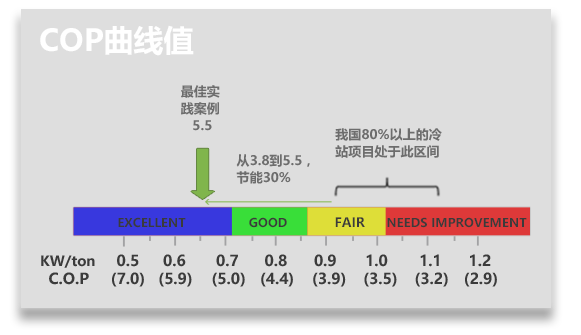 COP曲线值
最佳实
践案例
5.5
从3.8到5.5，
节能30%
我国80%以上的冷
站项目处于此区间
EXCELLENT GOOD FAIR NEEDS IMPROVEMENT
KW/ton 0.5 0.6 0.7 0.8 0.9 1.0 1.1 1.2
C.O.P (7.0) (5.9) (5.0) (4.4) (3.9) (3.5) (3.2) (2.9)